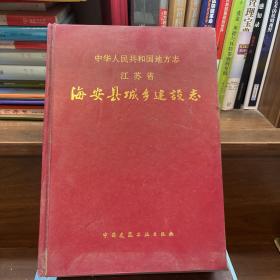 中华人民共和国地方志
江苏省
海安县城乡建設志
中国建筑工业出版社